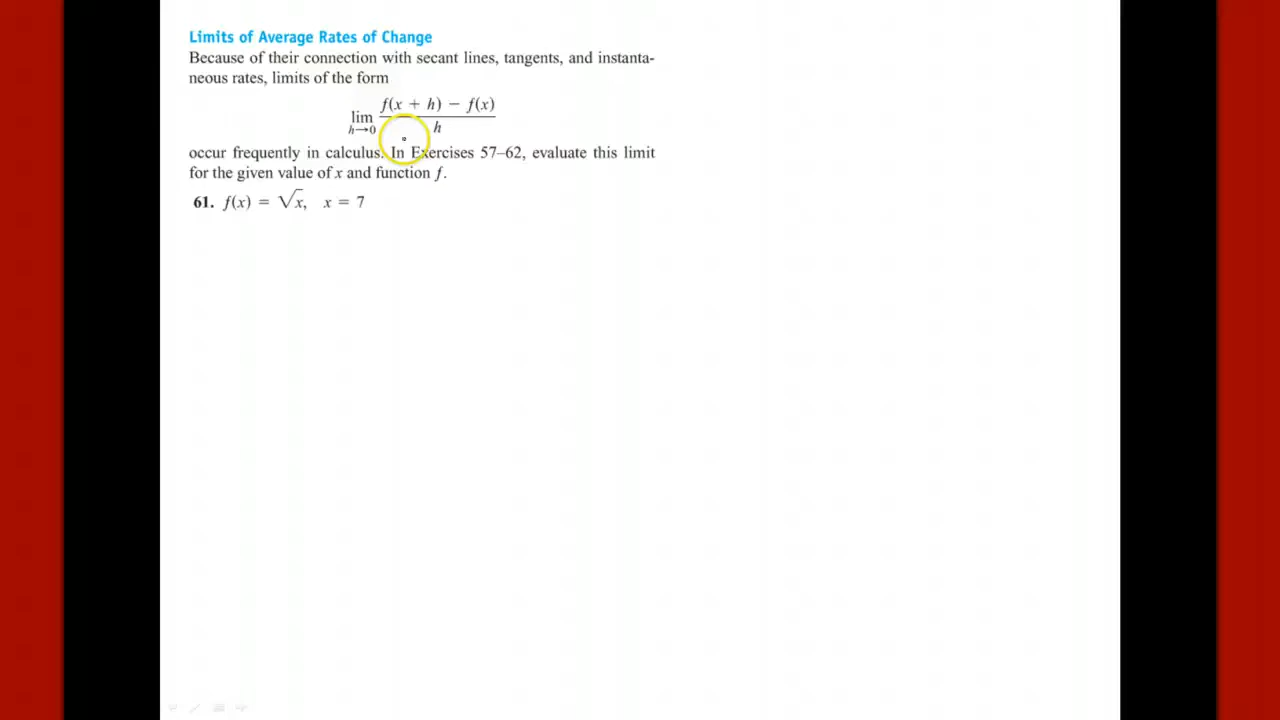 Limits of Average Rates of Change
Because of their connection with secant lines, tangents, and instanta-
neous rates, limits of the form
lim h→0 f(x + h) − f(x) / h
occur frequently in calculus. In Exercises 57–62, evaluate this limit
for the given value of x and function f.
61. f(x) = √x, x = 7